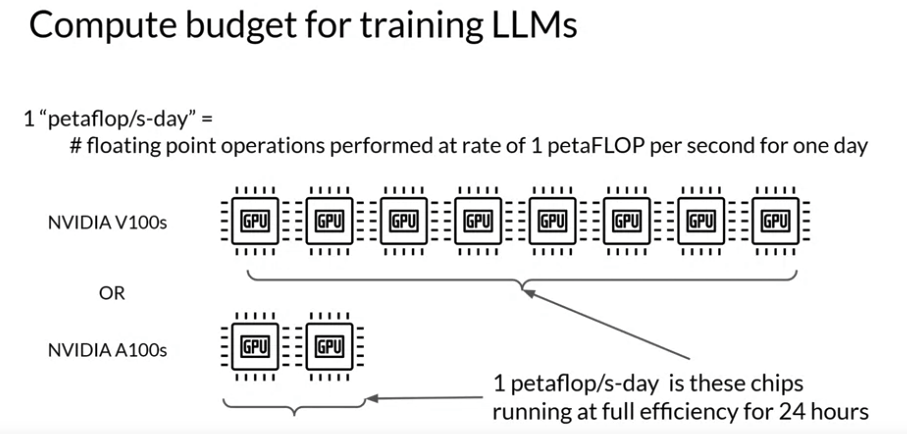 Compute budget for training LLMs
1 “petaflop/s-day” =
# floating point operations performed at rate of 1 petaFLOP per second for one day
NVIDIA V100s
GPU GPU GPU GPU GPU GPU GPU GPU
OR
NVIDIA A100s
GPU GPU
1 petaflop/s-day is these chips
running at full efficiency for 24 hours